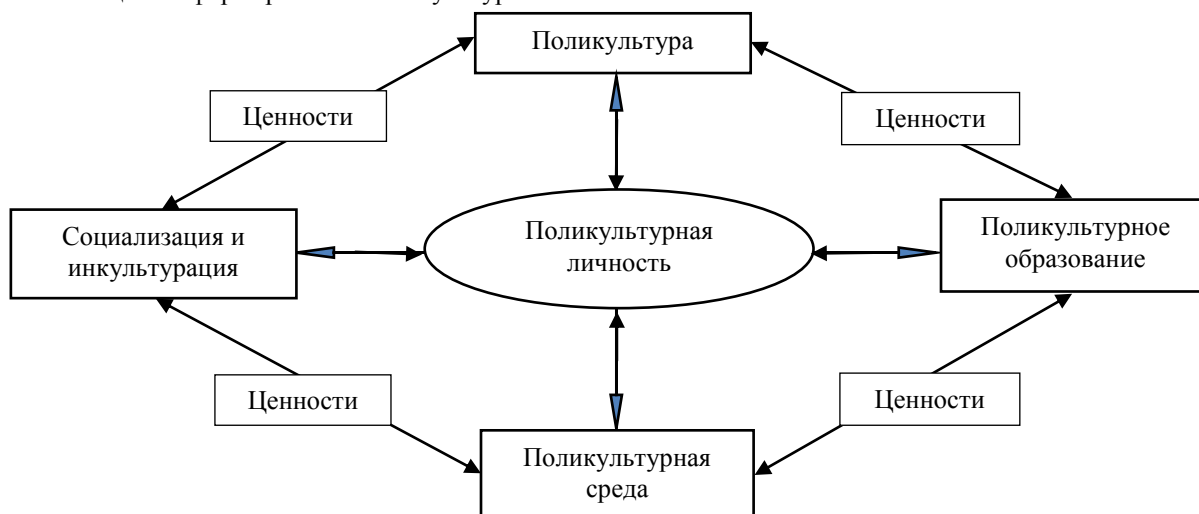 Поликультура
Ценности
Ценности
Социализация и
инкультурация
Поликультурная
личность
Поликультурное
образование
Ценности
Ценности
Поликультурная
среда